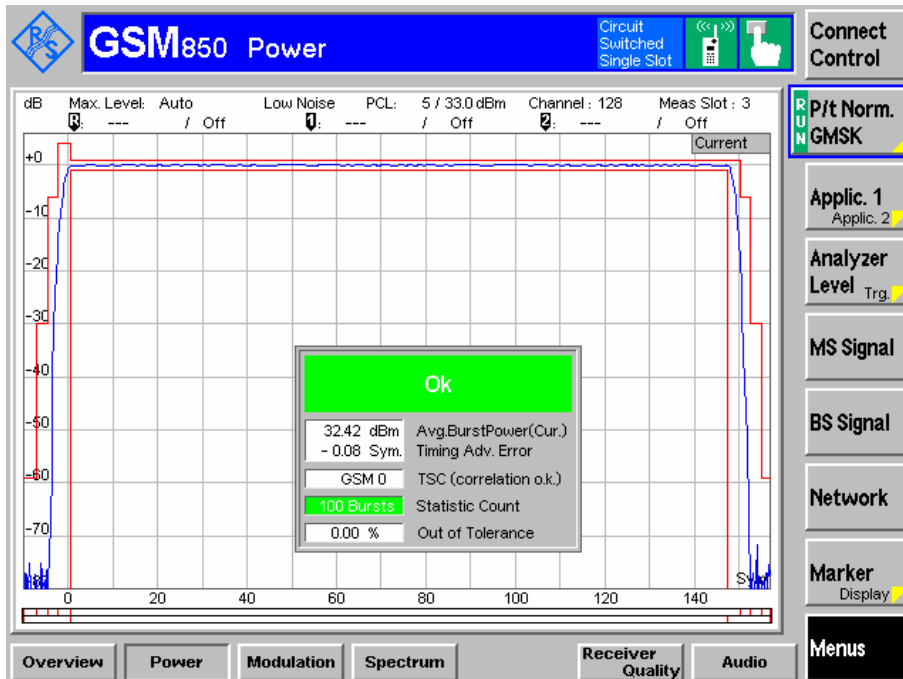 R&S
GSM850 Power
Circuit
Switched
Single Slot
Connect
Control
dB Max. Level: Auto Low Noise PCL: 5 / 33.0 dBm Channel : 128 Meas Slot : 3
R: --- / Off 1: --- / Off 2: --- / Off
RUN
P/t Norm.
GMSK
Current
+0
-10
-20
-30
-40
-50
-60
-70
0 20 40 60 80 100 120 140
Ok
32.42 dBm Avg.BurstPower(Cur.)
- 0.08 Sym. Timing Adv. Error
GSM 0 TSC (correlation o.k.)
100 Bursts Statistic Count
0.00 % Out of Tolerance
Applic. 1
Applic. 2
Analyzer
Level Trg.
MS Signal
BS Signal
Network
Marker
Display
Menus
Overview
Power
Modulation
Spectrum
Receiver
Quality
Audio